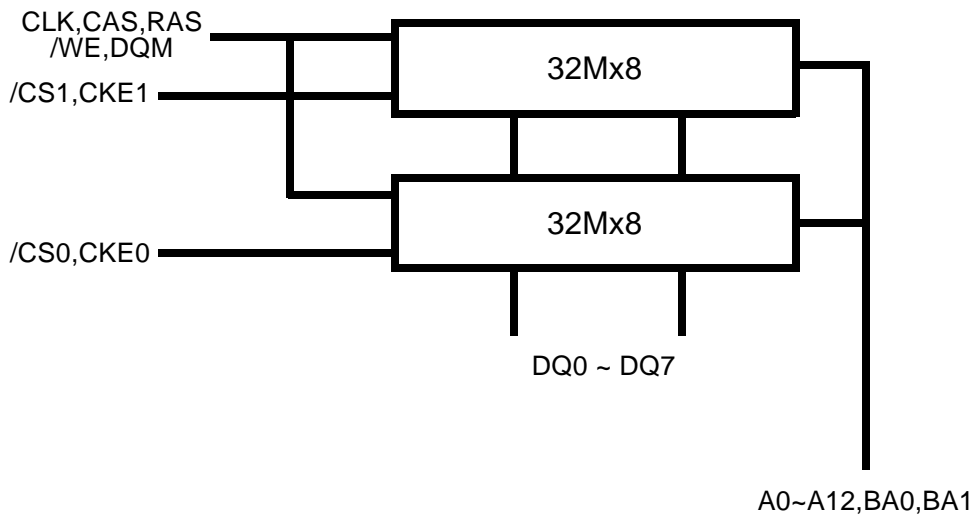 CLK,CAS,RAS
/WE,DQM
32Mx8
/CS1,CKE1
32Mx8
/CS0,CKE0
DQ0 ~ DQ7
A0~A12,BA0,BA1